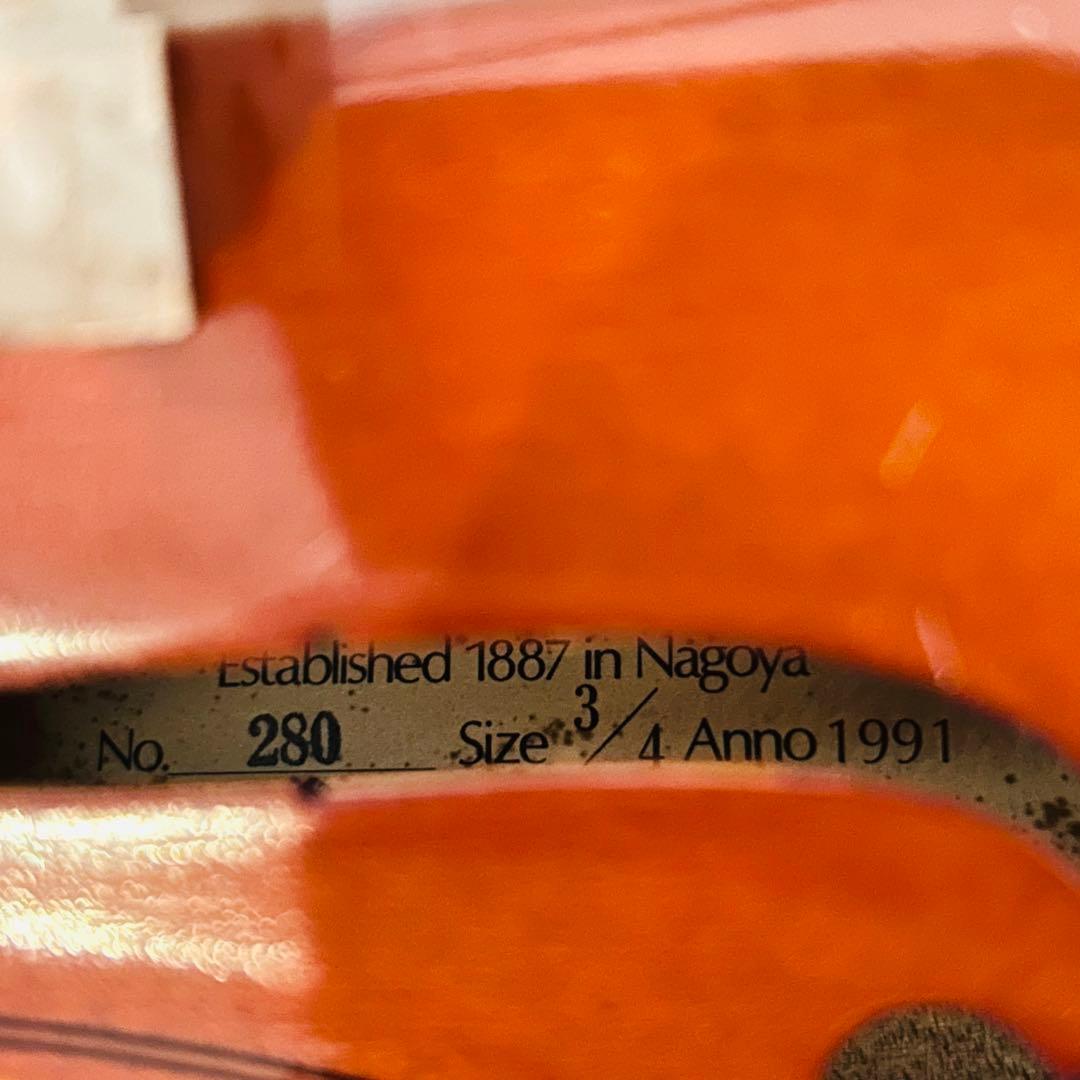 Established 1887 in Nagoya
No. 280 Size 3/4 Anno 1991